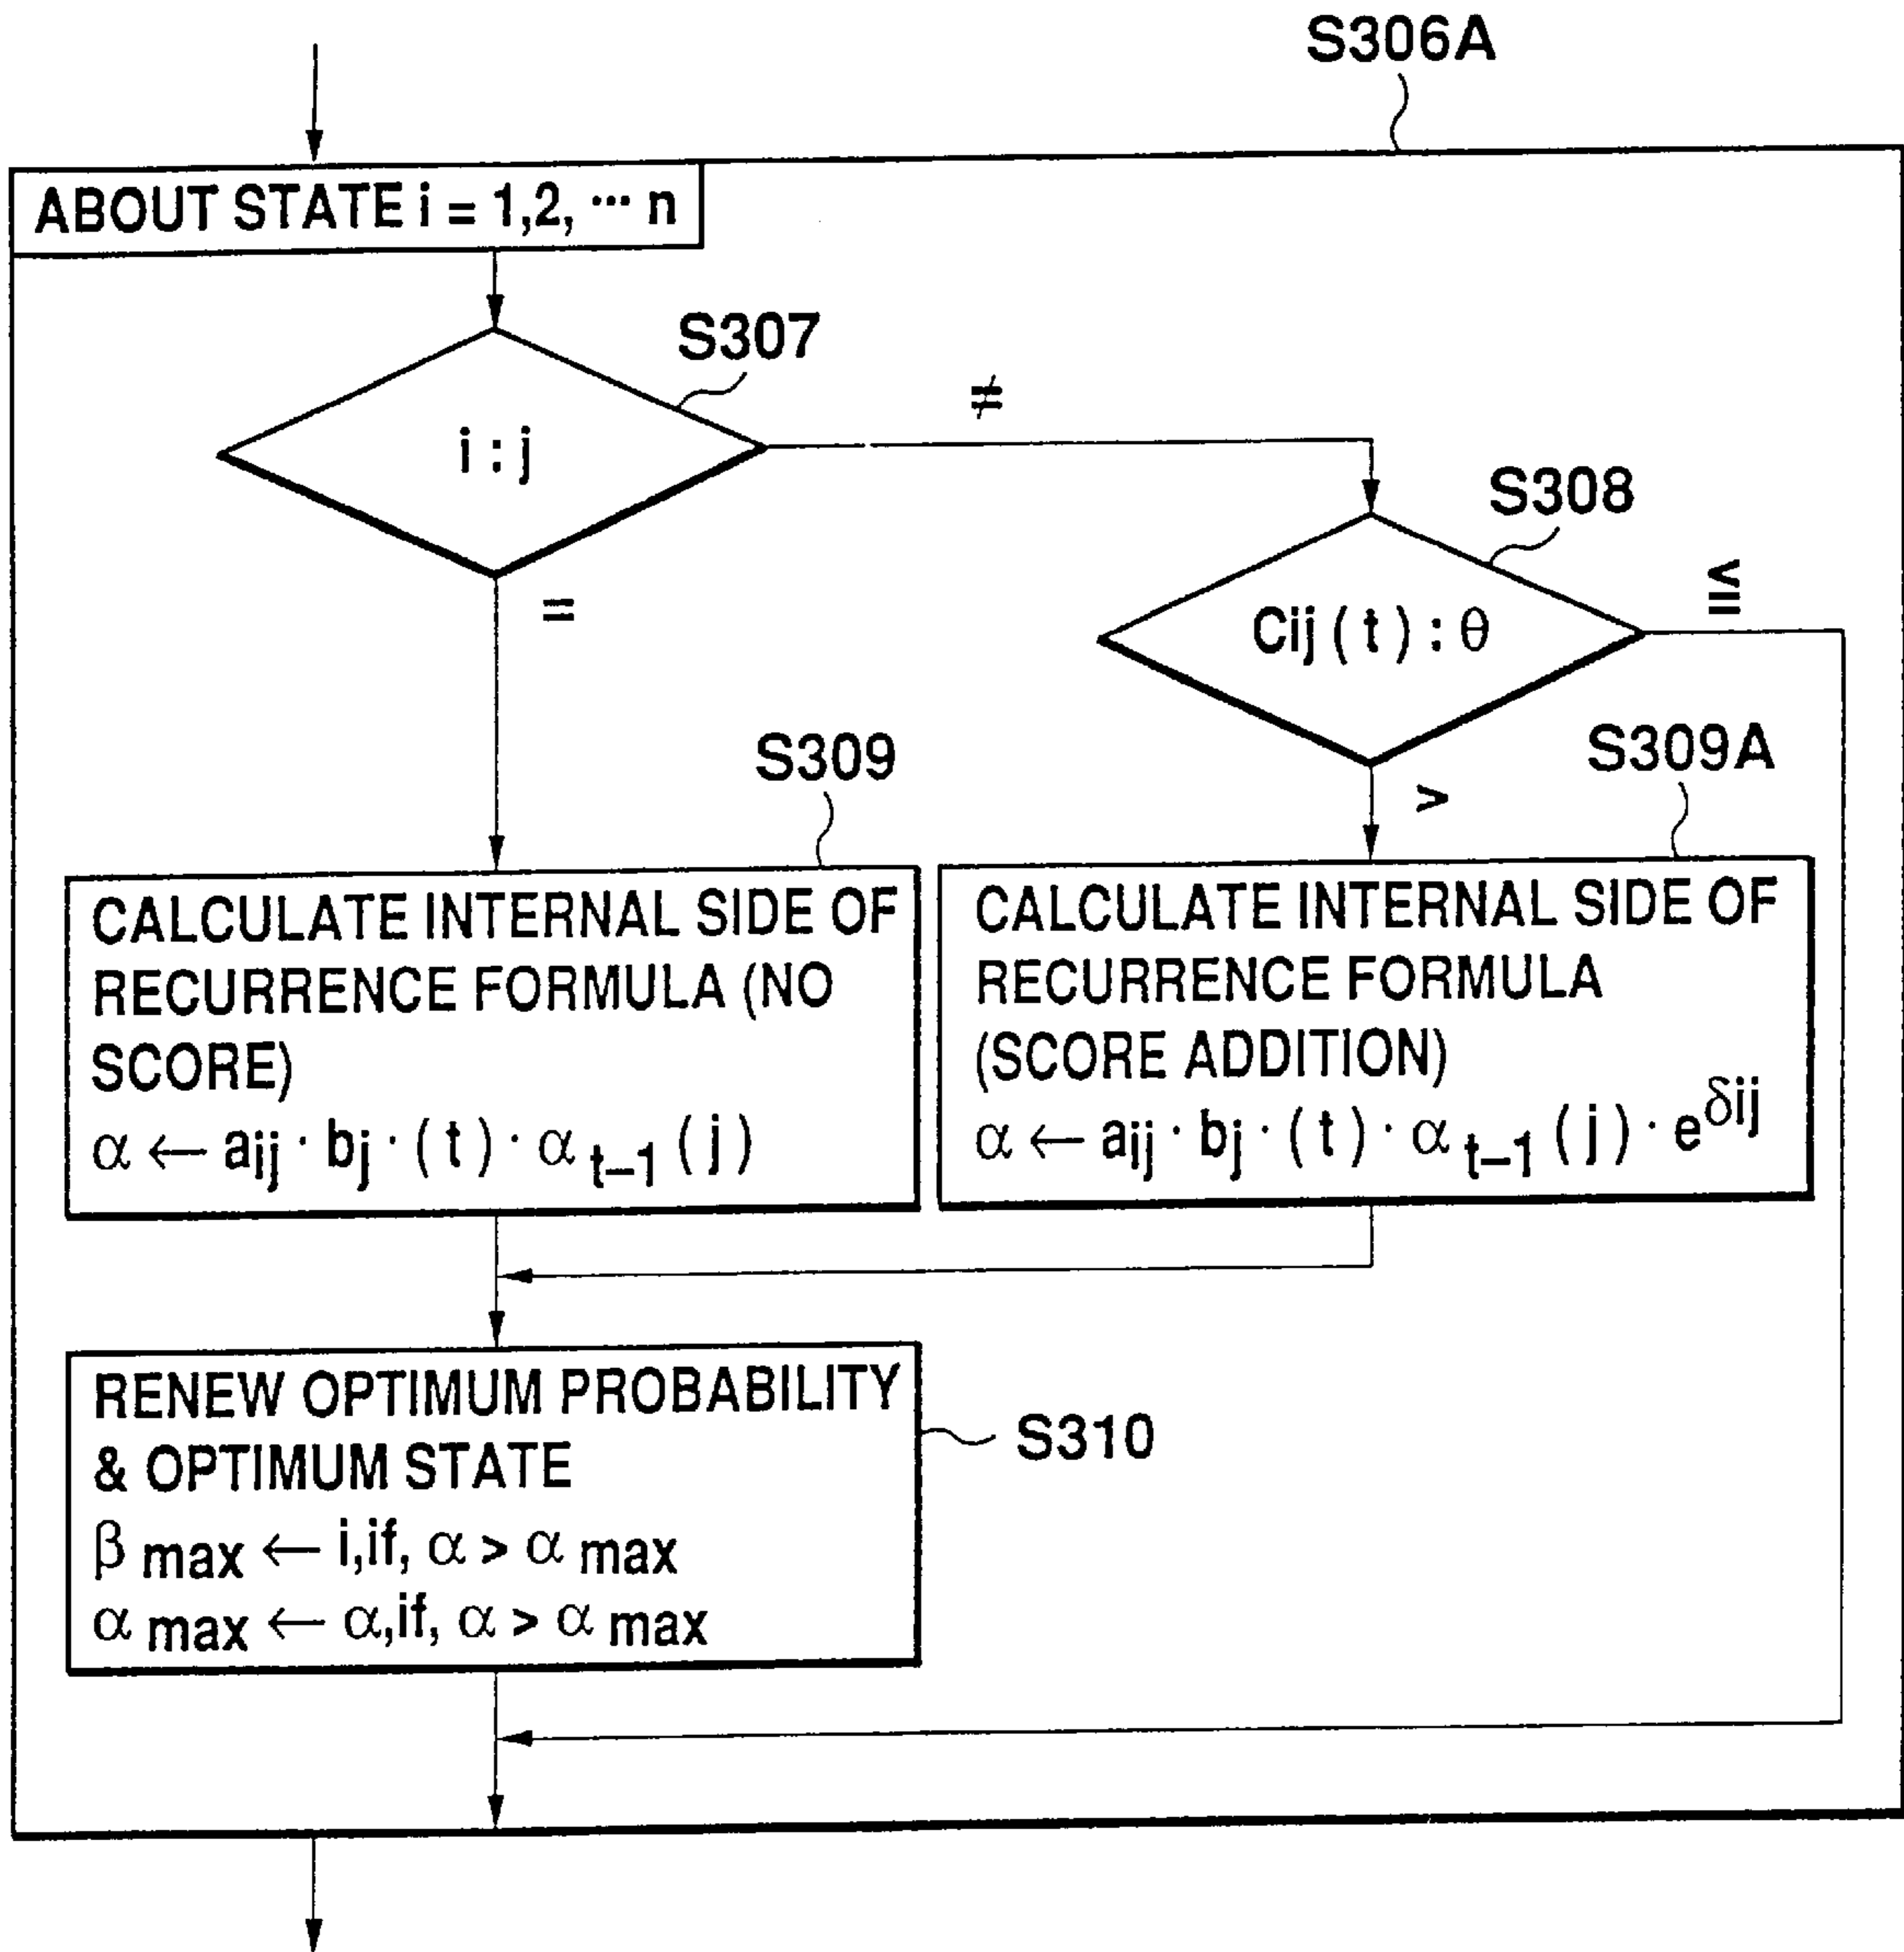 S306A
ABOUT STATE i = 1,2, ··· n
S307
i : j
≠
=
S308
Cij ( t ) : θ
≦
>
S309
CALCULATE INTERNAL SIDE OF
RECURRENCE FORMULA (NO
SCORE)
α ← aij · bj · ( t ) · α t–1 ( j )
S309A
CALCULATE INTERNAL SIDE OF
RECURRENCE FORMULA
(SCORE ADDITION)
α ← aij · bj · ( t ) · α t–1 ( j ) · e^δij
RENEW OPTIMUM PROBABILITY
& OPTIMUM STATE
β max ← i,if, α > α max
α max ← α,if, α > α max
S310